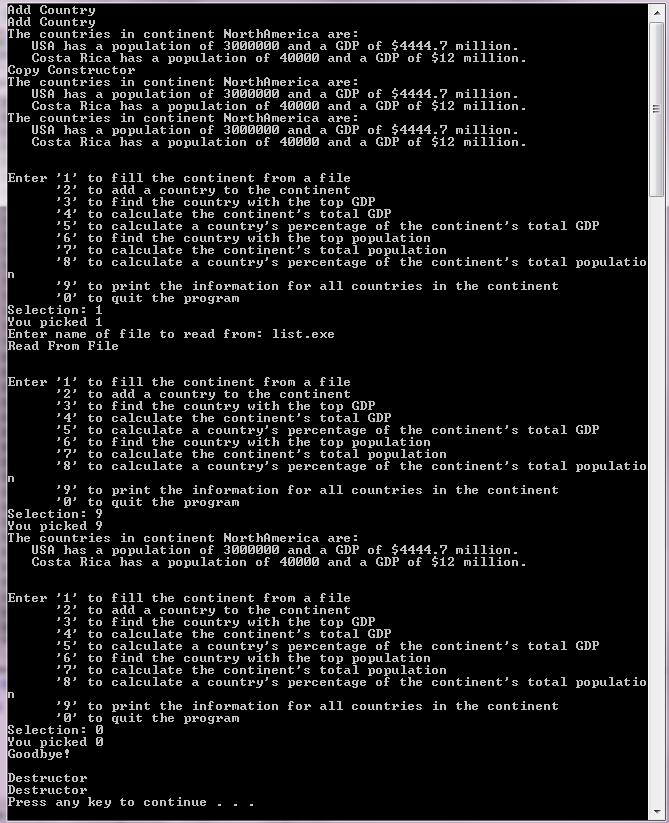 Add Country
Add Country
The countries in continent NorthAmerica are:
   USA has a population of 3000000 and a GDP of $4444.7 million.
   Costa Rica has a population of 40000 and a GDP of $12 million.
Copy Constructor
The countries in continent NorthAmerica are:
   USA has a population of 3000000 and a GDP of $4444.7 million.
   Costa Rica has a population of 40000 and a GDP of $12 million.
The countries in continent NorthAmerica are:
   USA has a population of 3000000 and a GDP of $4444.7 million.
   Costa Rica has a population of 40000 and a GDP of $12 million.
Enter '1' to fill the continent from a file
      '2' to add a country to the continent
      '3' to find the country with the top GDP
      '4' to calculate the continent's total GDP
      '5' to calculate a country's percentage of the continent's total GDP
      '6' to find the country with the top population
      '7' to calculate the continent's total population
      '8' to calculate a country's percentage of the continent's total populatio
n
      '9' to print the information for all countries in the continent
      '0' to quit the program
Selection: 1
You picked 1
Enter name of file to read from: list.exe
Read From File
Enter '1' to fill the continent from a file
      '2' to add a country to the continent
      '3' to find the country with the top GDP
      '4' to calculate the continent's total GDP
      '5' to calculate a country's percentage of the continent's total GDP
      '6' to find the country with the top population
      '7' to calculate the continent's total population
      '8' to calculate a country's percentage of the continent's total populatio
n
      '9' to print the information for all countries in the continent
      '0' to quit the program
Selection: 9
You picked 9
The countries in continent NorthAmerica are:
   USA has a population of 3000000 and a GDP of $4444.7 million.
   Costa Rica has a population of 40000 and a GDP of $12 million.
Enter '1' to fill the continent from a file
      '2' to add a country to the continent
      '3' to find the country with the top GDP
      '4' to calculate the continent's total GDP
      '5' to calculate a country's percentage of the continent's total GDP
      '6' to find the country with the top population
      '7' to calculate the continent's total population
      '8' to calculate a country's percentage of the continent's total populatio
n
      '9' to print the information for all countries in the continent
      '0' to quit the program
Selection: 0
You picked 0
Goodbye!
Destructor
Destructor
Press any key to continue . . .